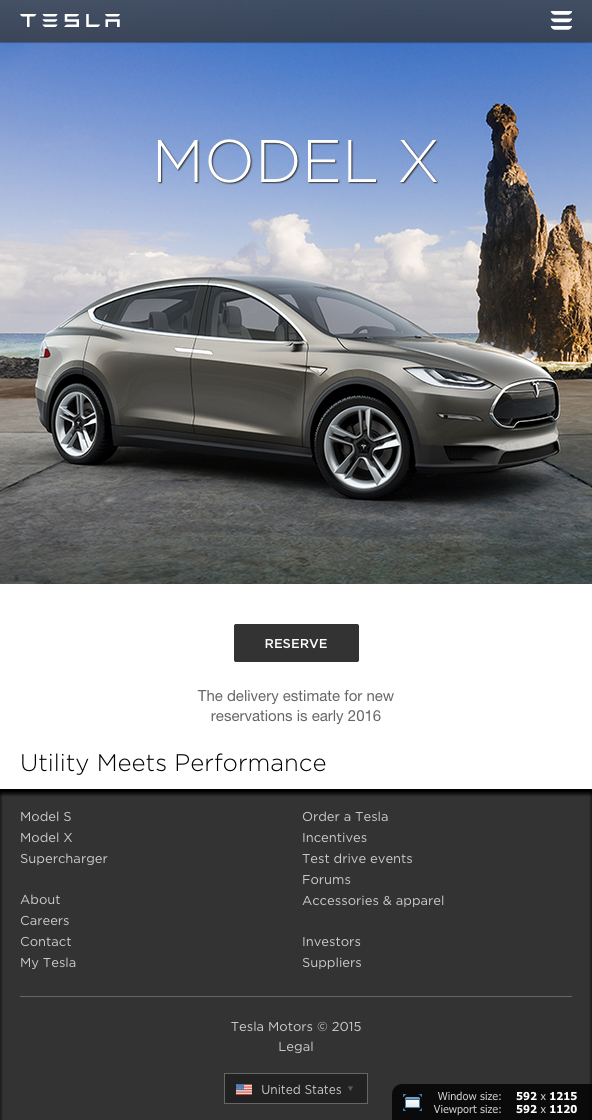 TESLA
MODEL X
RESERVE
The delivery estimate for new
reservations is early 2016
Utility Meets Performance
Model S
Model X
Supercharger
About
Careers
Contact
My Tesla
Order a Tesla
Incentives
Test drive events
Forums
Accessories & apparel
Investors
Suppliers
Tesla Motors © 2015
Legal
United States
Window size: 592 x 1215
Viewport size: 592 x 1120